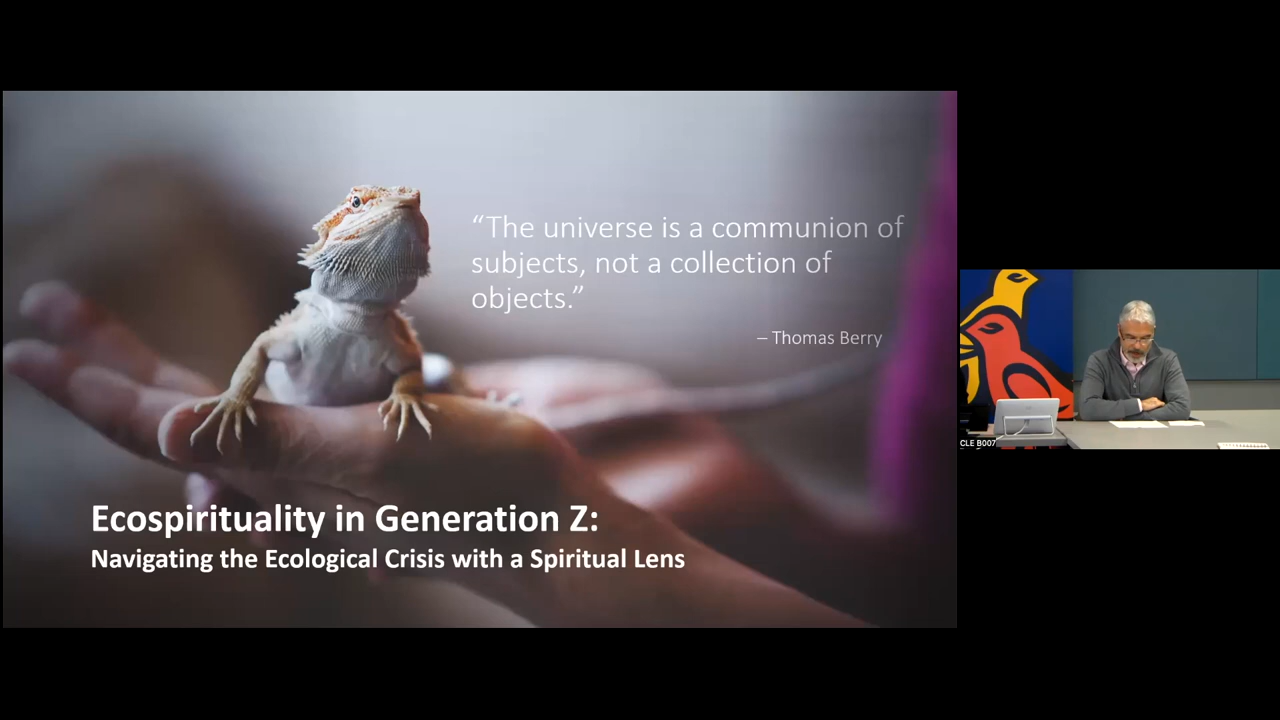 “The universe is a communion of
subjects, not a collection of
objects.”
– Thomas Berry
Ecospirituality in Generation Z:
Navigating the Ecological Crisis with a Spiritual Lens
CLE B007